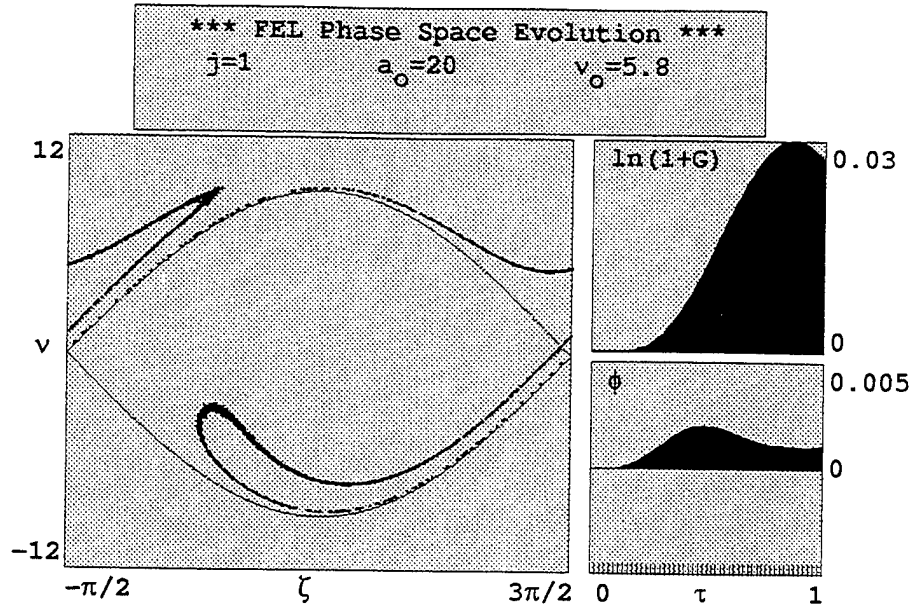 *** FEL Phase Space Evolution ***
j=1 a₀=20 ν₀=5.8
12
ν
-12
-π/2 ζ 3π/2
ln(1+G)
0.03
0
φ
0.005
0
0 τ 1